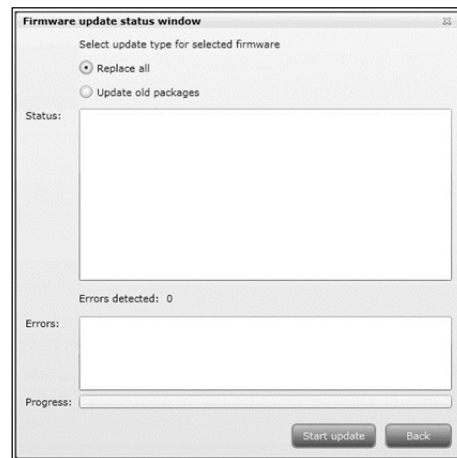 Firmware update status window
Select update type for selected firmware
Replace all
Update old packages
Status:
Errors detected: 0
Errors:
Progress:
Start update Back